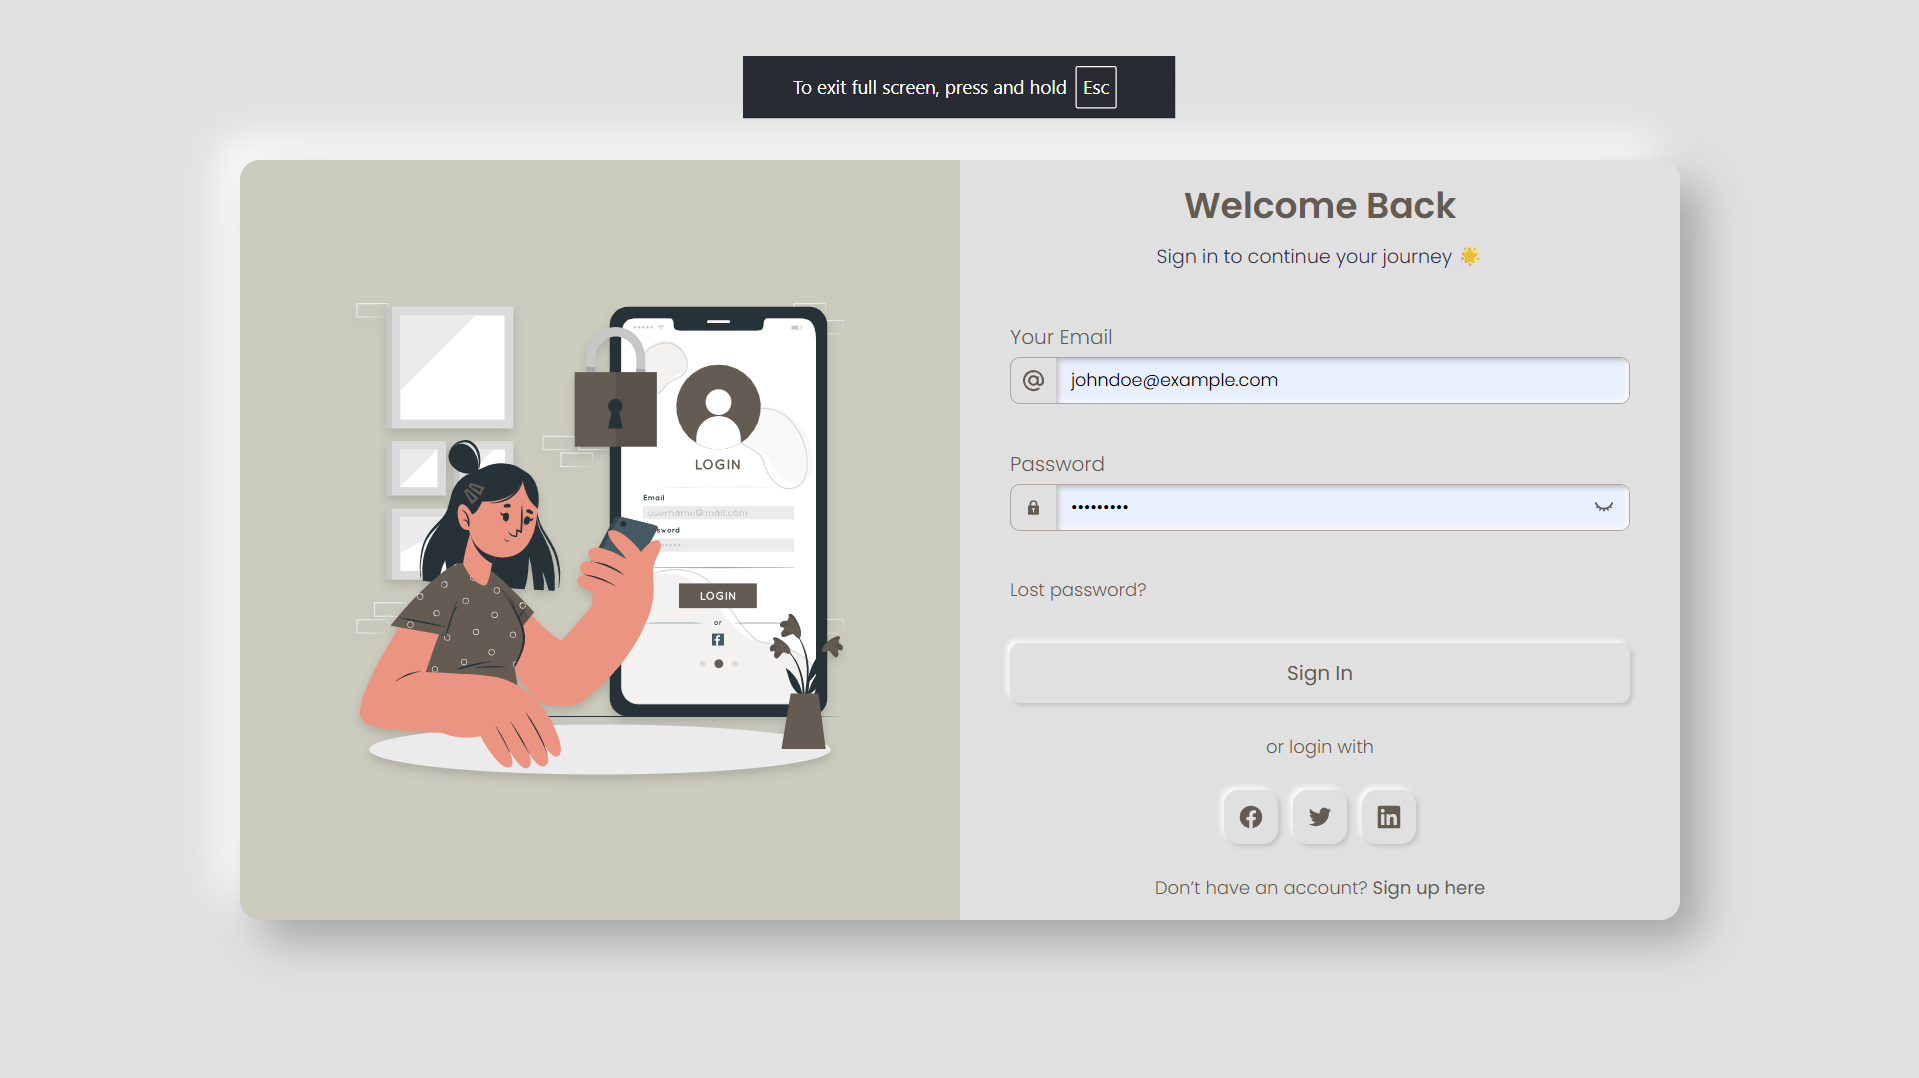 To exit full screen, press and hold Esc
Welcome Back
Sign in to continue your journey 🌟
Your Email
@ johndoe@example.com
Password
•••••••••
Lost password?
Sign In
or login with
Don't have an account? Sign up here
LOGIN
Email
username@mail.com
LOGIN
or